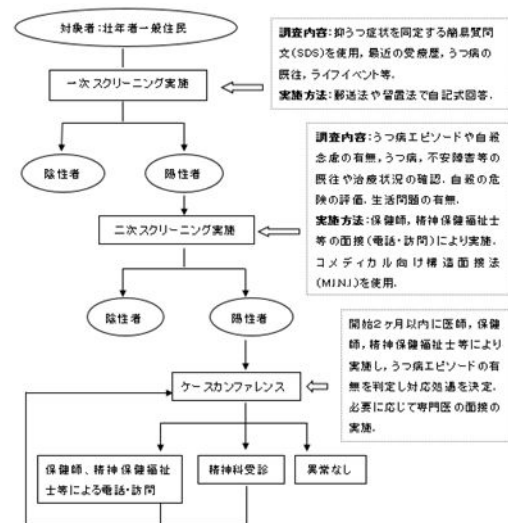 対象者:壮年者一般住民
調査内容:抑うつ症状を同定する簡易質問
文(SDS)を使用,最近の受療歴,うつ病の
既往,ライフイベント等.
実施方法:郵送法や留置法で自記式回答.
一次スクリーニング実施
陰性者
陽性者
調査内容:うつ病エピソードや自殺
念慮の有無,うつ病,不安障害等の
既往や治療状況の確認.自殺の危
険の評価.生活問題の有無.
実施方法:保健師,精神保健福祉士
等の面接(電話・訪問)により実施.
コメディカル向け構造面接法
(M.I.N.I.)を使用.
二次スクリーニング実施
陰性者
陽性者
開始2ヶ月以内に医師,保健
師,精神保健福祉士等により
実施し,うつ病エピソードの有
無を判定し対応処遇を決定.
必要に応じて専門医の面接の
実施.
ケースカンファレンス
保健師、精神保健福祉
士等による電話・訪問
精神科受診
異常なし